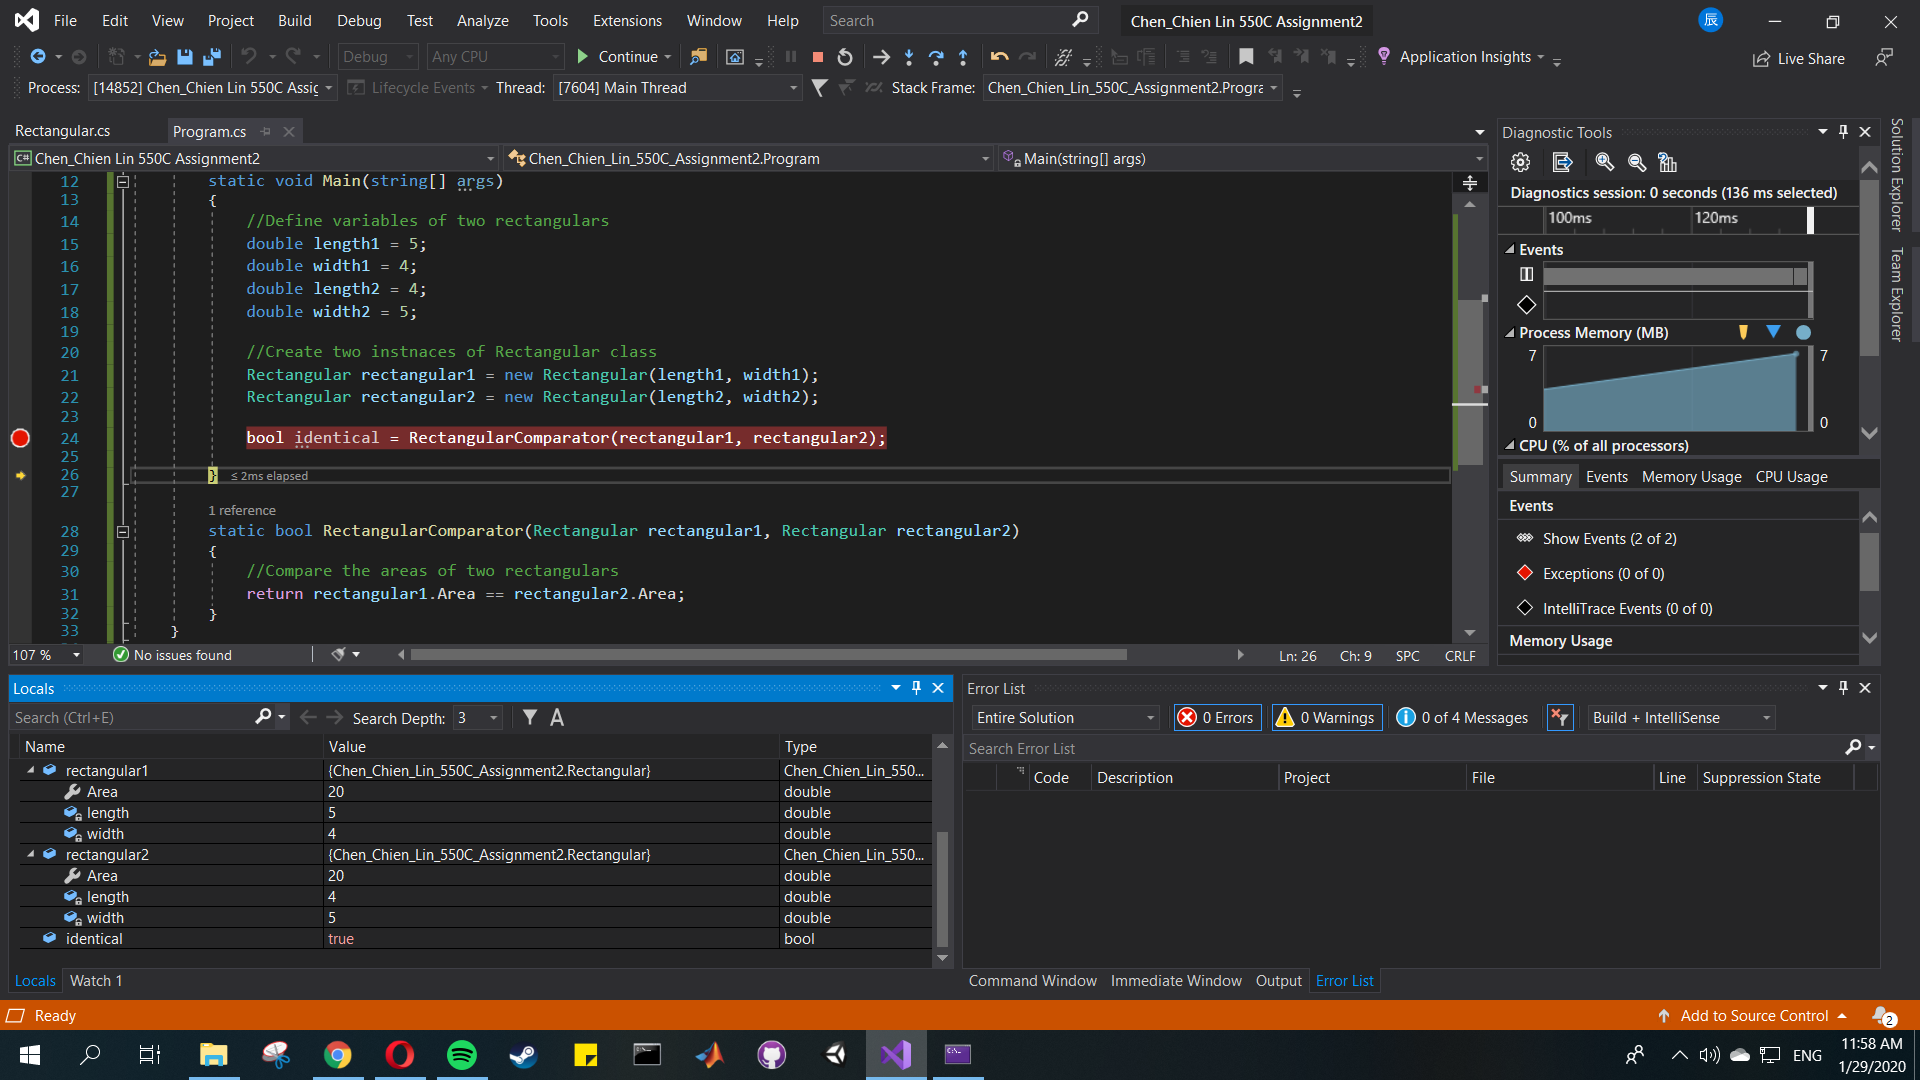 File Edit View Project Build Debug Test Analyze Tools Extensions Window Help Search Chen_Chien Lin 550C Assignment2 辰
Debug Any CPU Continue Application Insights Live Share
Process: [14852] Chen_Chien Lin 550C Assig Lifecycle Events Thread: [7604] Main Thread Stack Frame: Chen_Chien_Lin_550C_Assignment2.Progra
Rectangular.cs Program.cs
C# Chen_Chien Lin 550C Assignment2 Chen_Chien_Lin_550C_Assignment2.Program Main(string[] args)
12 static void Main(string[] args)
13 {
14 //Define variables of two rectangulars
15 double length1 = 5;
16 double width1 = 4;
17 double length2 = 4;
18 double width2 = 5;
19
20 //Create two instnaces of Rectangular class
21 Rectangular rectangular1 = new Rectangular(length1, width1);
22 Rectangular rectangular2 = new Rectangular(length2, width2);
23
24 bool identical = RectangularComparator(rectangular1, rectangular2);
25
26 } ≤ 2ms elapsed
27
1 reference
28 static bool RectangularComparator(Rectangular rectangular1, Rectangular rectangular2)
29 {
30 //Compare the areas of two rectangulars
31 return rectangular1.Area == rectangular2.Area;
32 }
33 }
107 % No issues found Ln: 26 Ch: 9 SPC CRLF
Diagnostic Tools
Diagnostics session: 0 seconds (136 ms selected)
100ms 120ms
Events
Process Memory (MB)
7 7
0 0
CPU (% of all processors)
Summary Events Memory Usage CPU Usage
Events
Show Events (2 of 2)
Exceptions (0 of 0)
IntelliTrace Events (0 of 0)
Memory Usage
Solution Explorer
Team Explorer
Locals
Search (Ctrl+E) Search Depth: 3 A
Name Value Type
rectangular1 {Chen_Chien_Lin_550C_Assignment2.Rectangular} Chen_Chien_Lin_550...
Area 20 double
length 5 double
width 4 double
rectangular2 {Chen_Chien_Lin_550C_Assignment2.Rectangular} Chen_Chien_Lin_550...
Area 20 double
length 4 double
width 5 double
identical true bool
Locals Watch 1
Error List
Entire Solution 0 Errors 0 Warnings 0 of 4 Messages Build + IntelliSense
Search Error List
Code Description Project File Line Suppression State
Command Window Immediate Window Output Error List
Ready Add to Source Control 2
ENG 11:58 AM
1/29/2020